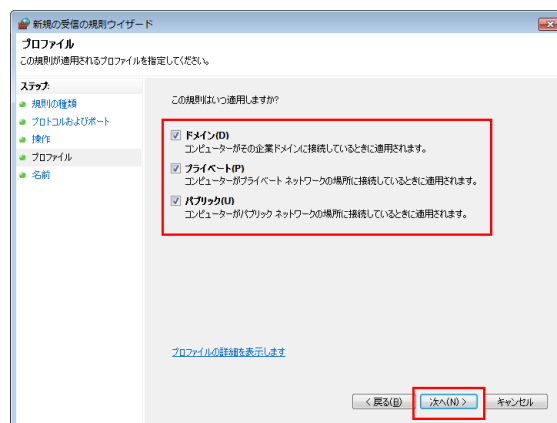 新規の受信の規則ウィザード
プロファイル
この規則が適用されるプロファイルを指定してください。
ステップ:
規則の種類
プロトコルおよびポート
操作
プロファイル
名前
この規則はいつ適用しますか?
ドメイン(D)
コンピューターがその企業ドメインに接続しているときに適用されます。
プライベート(P)
コンピューターがプライベート ネットワークの場所に接続しているときに適用されます。
パブリック(U)
コンピューターがパブリック ネットワークの場所に接続しているときに適用されます。
プロファイルの詳細を表示します
< 戻る(B)
次へ(N) >
キャンセル